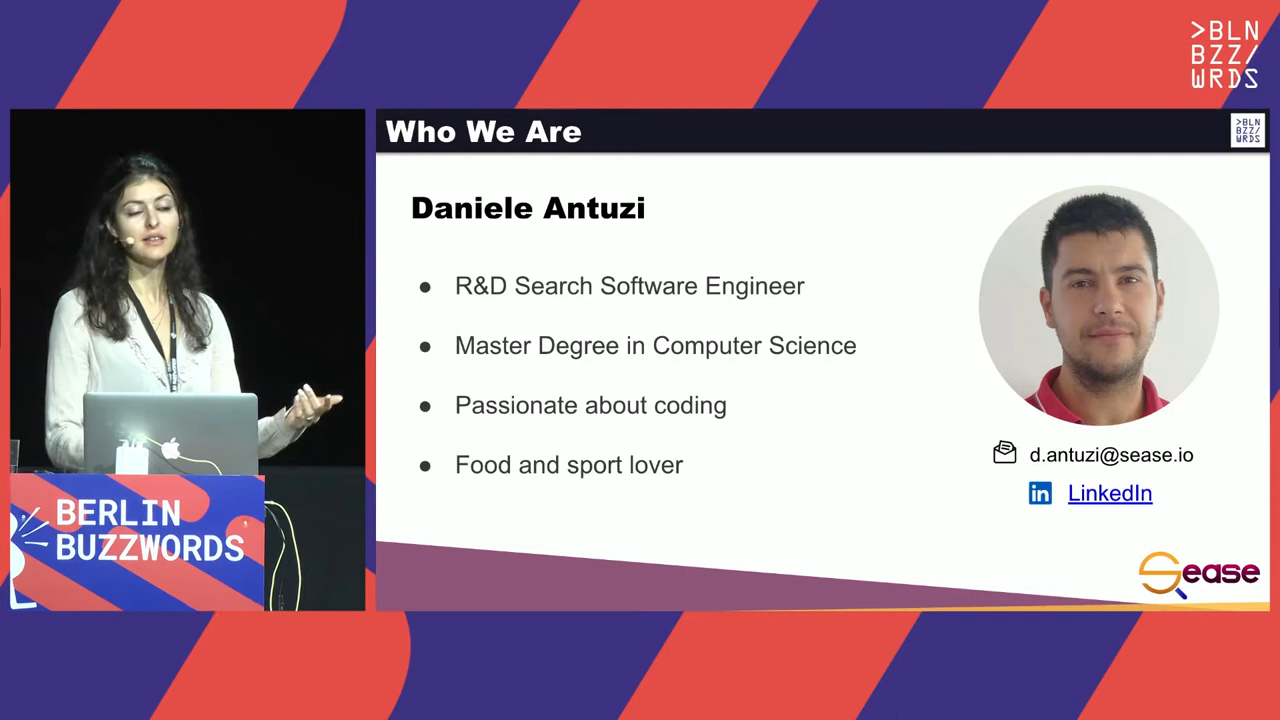 >BLN
BZZ/
WRDS
Who We Are
>BLN
BZZ/
WRDS
Daniele Antuzi
● R&D Search Software Engineer
● Master Degree in Computer Science
● Passionate about coding
● Food and sport lover
d.antuzi@sease.io
in LinkedIn
Sease
BERLIN
BUZZWORDS